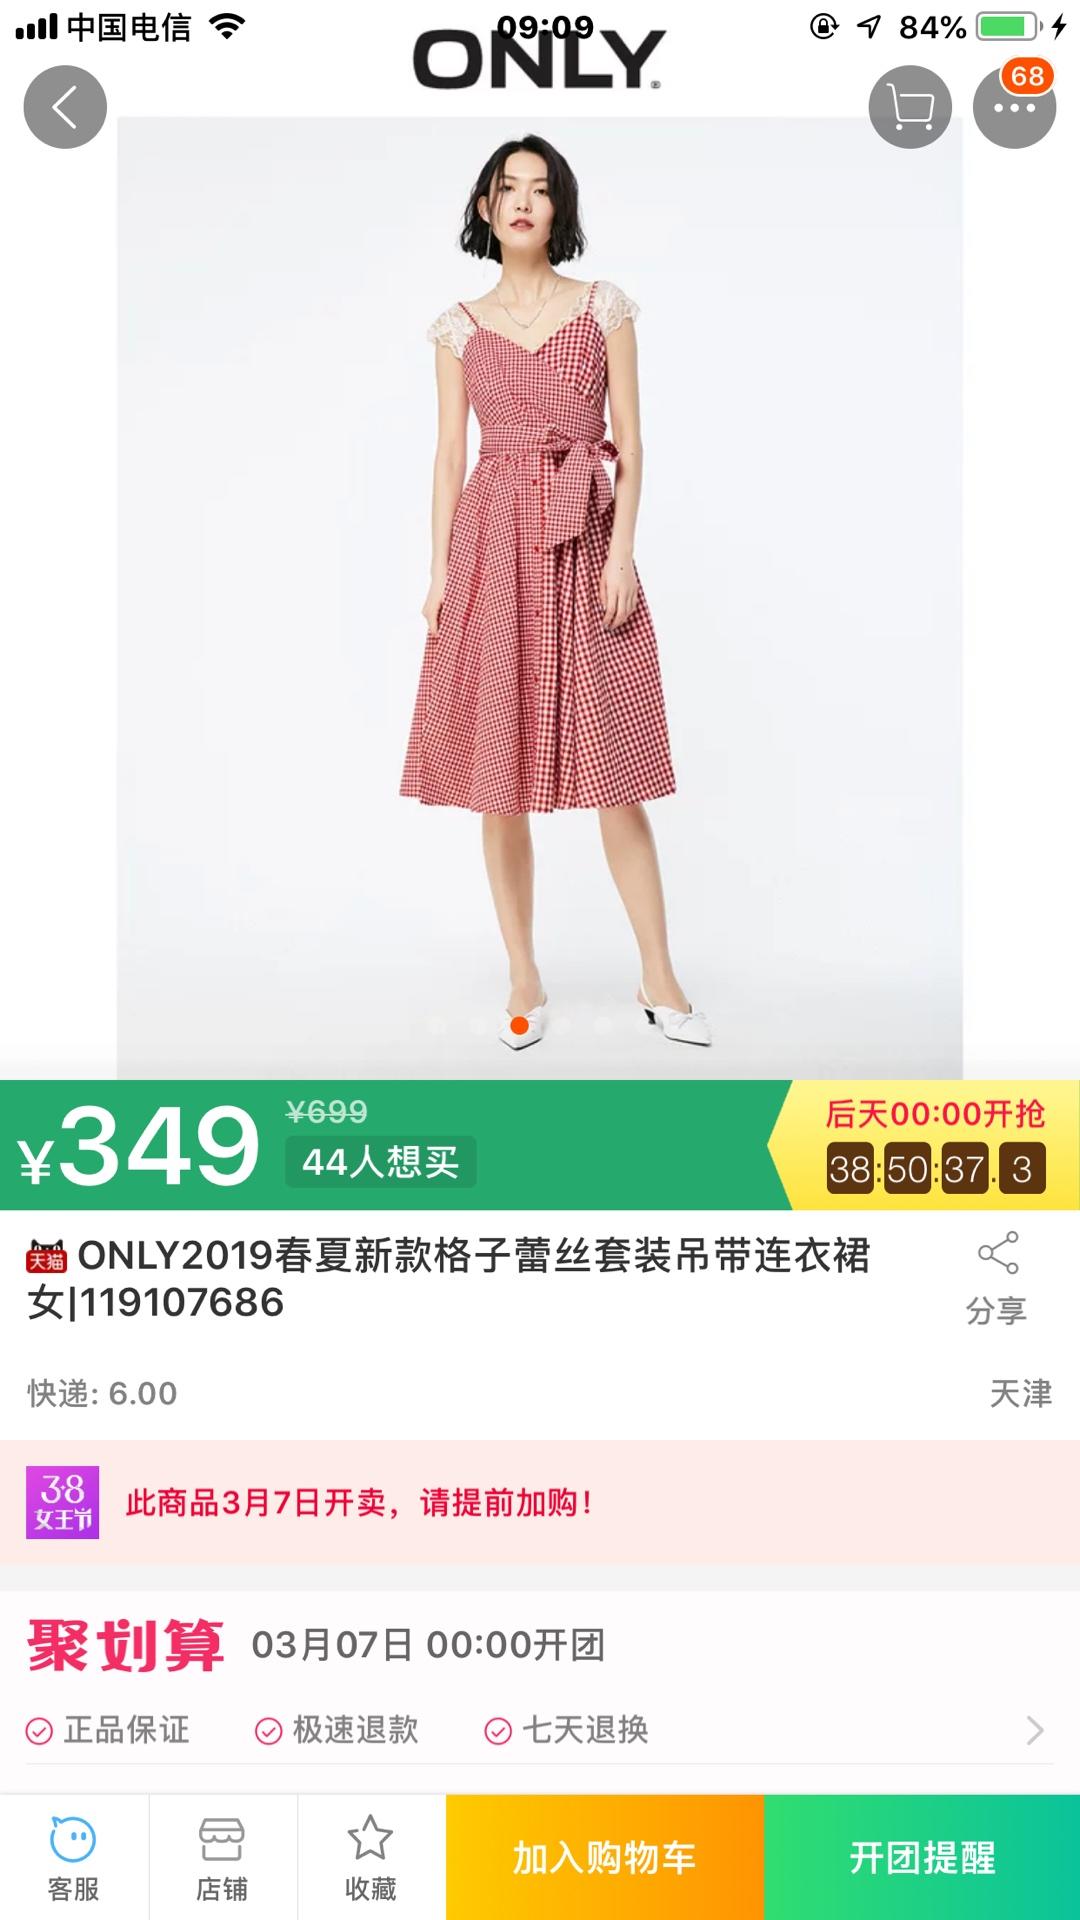 中国电信
09:09
84%
ONLY
68
¥349
¥699
44人想买
后天00:00开抢
38:50:37.3
天猫
ONLY2019春夏新款格子蕾丝套装吊带连衣裙
女|119107686
分享
快递: 6.00
天津
3·8
女王节
此商品3月7日开卖，请提前加购!
聚划算
03月07日 00:00开团
正品保证
极速退款
七天退换
客服
店铺
收藏
加入购物车
开团提醒